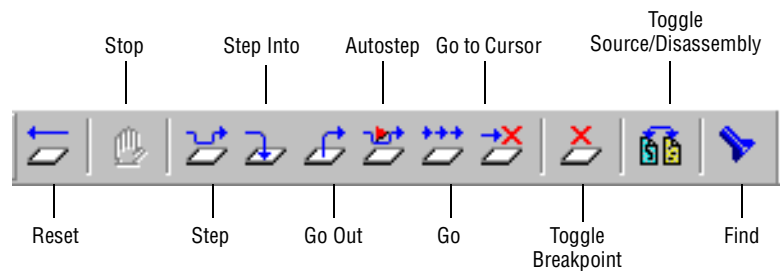 Toggle
Stop Step Into Autostep Go to Cursor Source/Disassembly
Reset Step Go Out Go Toggle Find
Breakpoint